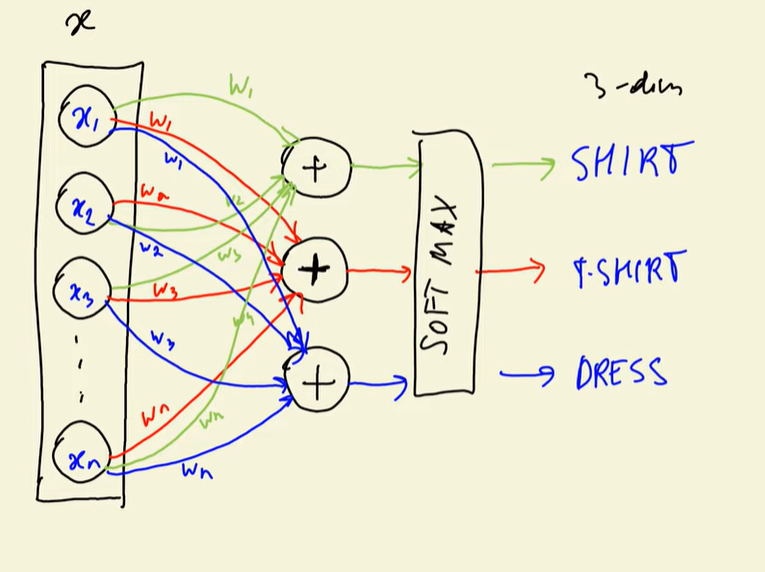 x
3-dim
x₁
W₁
W₁
W₁
+
SHIRT
x₂
W₂
W₂
W₂
SOFT MAX
x₃
W₃
W₃
W₃
+
T-SHIRT
+
DRESS
xₙ
Wₙ
Wₙ
Wₙ